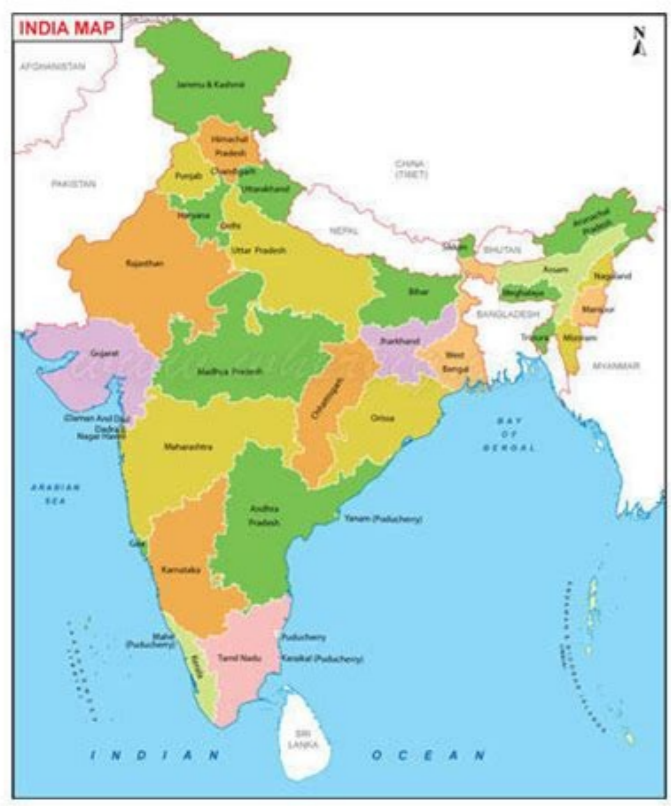 INDIA MAP
N
AFGHANISTAN
Jammu & Kashmir
CHINA
(TIBET)
PAKISTAN
Himachal
Pradesh
Punjab
Chandigarh
Uttarakhand
Haryana
Delhi
NEPAL
Uttar Pradesh
Rajasthan
Sikkim
BHUTAN
Arunachal
Pradesh
Assam
Nagaland
Bihar
Meghalaya
Manipur
BANGLADESH
Tripura
Mizoram
MYANMAR
Gujarat
Madhya Pradesh
Jharkhand
West
Bengal
Chhattisgarh
Orissa
(Daman And Diu)
Dadra &
Nagar Haveli
Maharashtra
BAY
OF
BENGAL
ARABIAN
SEA
Andhra
Pradesh
Yanam (Puducherry)
Goa
Karnataka
Mahe
(Puducherry)
Kerala
Tamil Nadu
Puducherry
Karaikal (Puducherry)
SRI
LANKA
INDIAN OCEAN